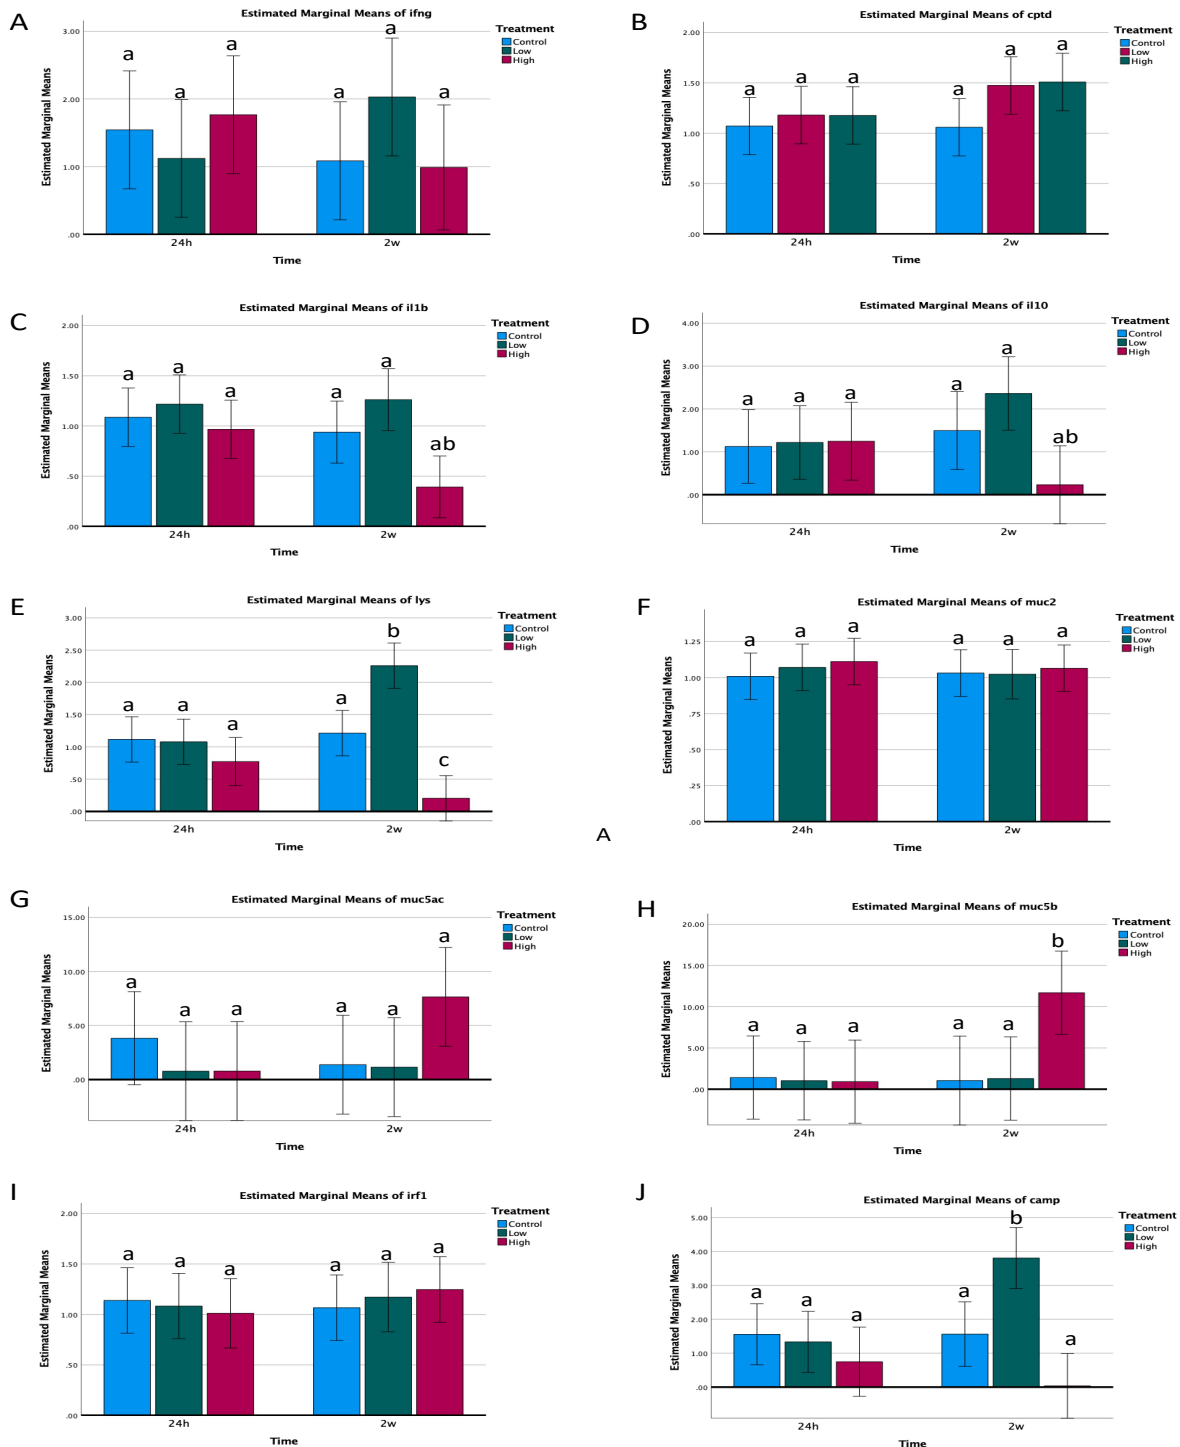 A
Estimated Marginal Means of ifng
Estimated Marginal Means
3.00
2.00
1.00
.00
a a a a a a
24h 2w
Time
Treatment
Control
Low
High
B
Estimated Marginal Means of cptd
Estimated Marginal Means
2.00
1.50
1.00
.50
.00
a a a a a a
24h 2w
Time
Treatment
Control
Low
High
C
Estimated Marginal Means of il1b
Estimated Marginal Means
2.00
1.50
1.00
.50
.00
a a a a a ab
24h 2w
Time
Treatment
Control
Low
High
D
Estimated Marginal Means of il10
Estimated Marginal Means
4.00
3.00
2.00
1.00
.00
a a a a a ab
24h 2w
Time
Treatment
Control
Low
High
E
Estimated Marginal Means of lys
Estimated Marginal Means
3.00
2.50
2.00
1.50
1.00
.50
.00
a a a a b c
24h 2w
Time
Treatment
Control
Low
High
F
Estimated Marginal Means of muc2
Estimated Marginal Means
1.25
1.00
.75
.50
.25
.00
a a a a a a
24h 2w
Time
Treatment
Control
Low
High
A
G
Estimated Marginal Means of muc5ac
Estimated Marginal Means
15.00
10.00
5.00
.00
a a a a a a
24h 2w
Time
Treatment
Control
Low
High
H
Estimated Marginal Means of muc5b
Estimated Marginal Means
20.00
15.00
10.00
5.00
.00
a a a a a b
24h 2w
Time
Treatment
Control
Low
High
I
Estimated Marginal Means of irf1
Estimated Marginal Means
2.00
1.50
1.00
.50
.00
a a a a a a
24h 2w
Time
Treatment
Control
Low
High
J
Estimated Marginal Means of camp
Estimated Marginal Means
5.00
4.00
3.00
2.00
1.00
.00
a a a a b a
24h 2w
Time
Treatment
Control
Low
High